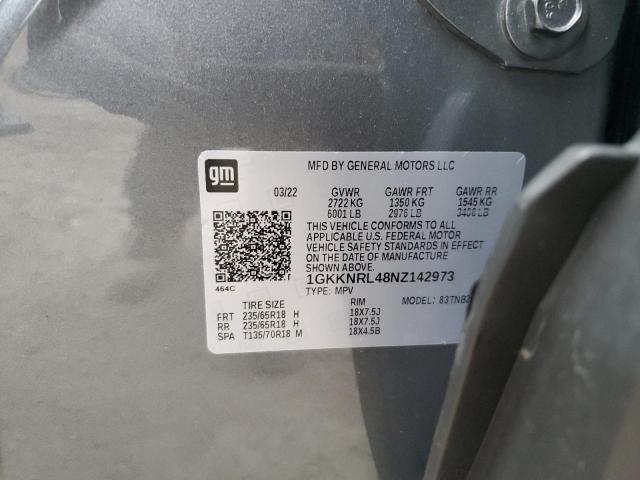 gm
MFD BY GENERAL MOTORS LLC
03/22 GVWR GAWR FRT GAWR RR
2722 KG 1350 KG 1545 KG
6001 LB 2976 LB 3406 LB
THIS VEHICLE CONFORMS TO ALL
APPLICABLE U.S. FEDERAL MOTOR
VEHICLE SAFETY STANDARDS IN EFFECT
ON THE DATE OF MANUFACTURE
SHOWN ABOVE.
1GKKNRL48NZ142973
464C
TYPE: MPV MODEL:
TIRE SIZE RIM
FRT 235/65R18 H 18X7.5J
RR 235/65R18 H 18X7.5J
SPA T135/70R18 M 18X4.5B